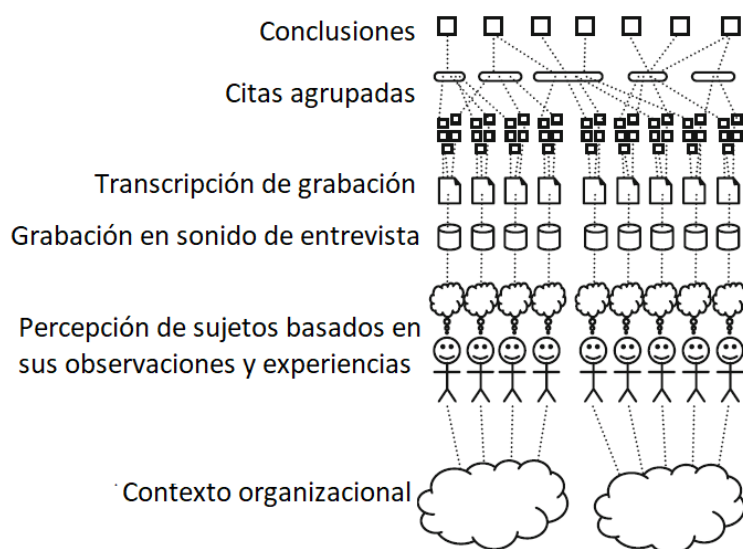 Conclusiones
Citas agrupadas
Transcripción de grabación
Grabación en sonido de entrevista
Percepción de sujetos basados en
sus observaciones y experiencias
Contexto organizacional